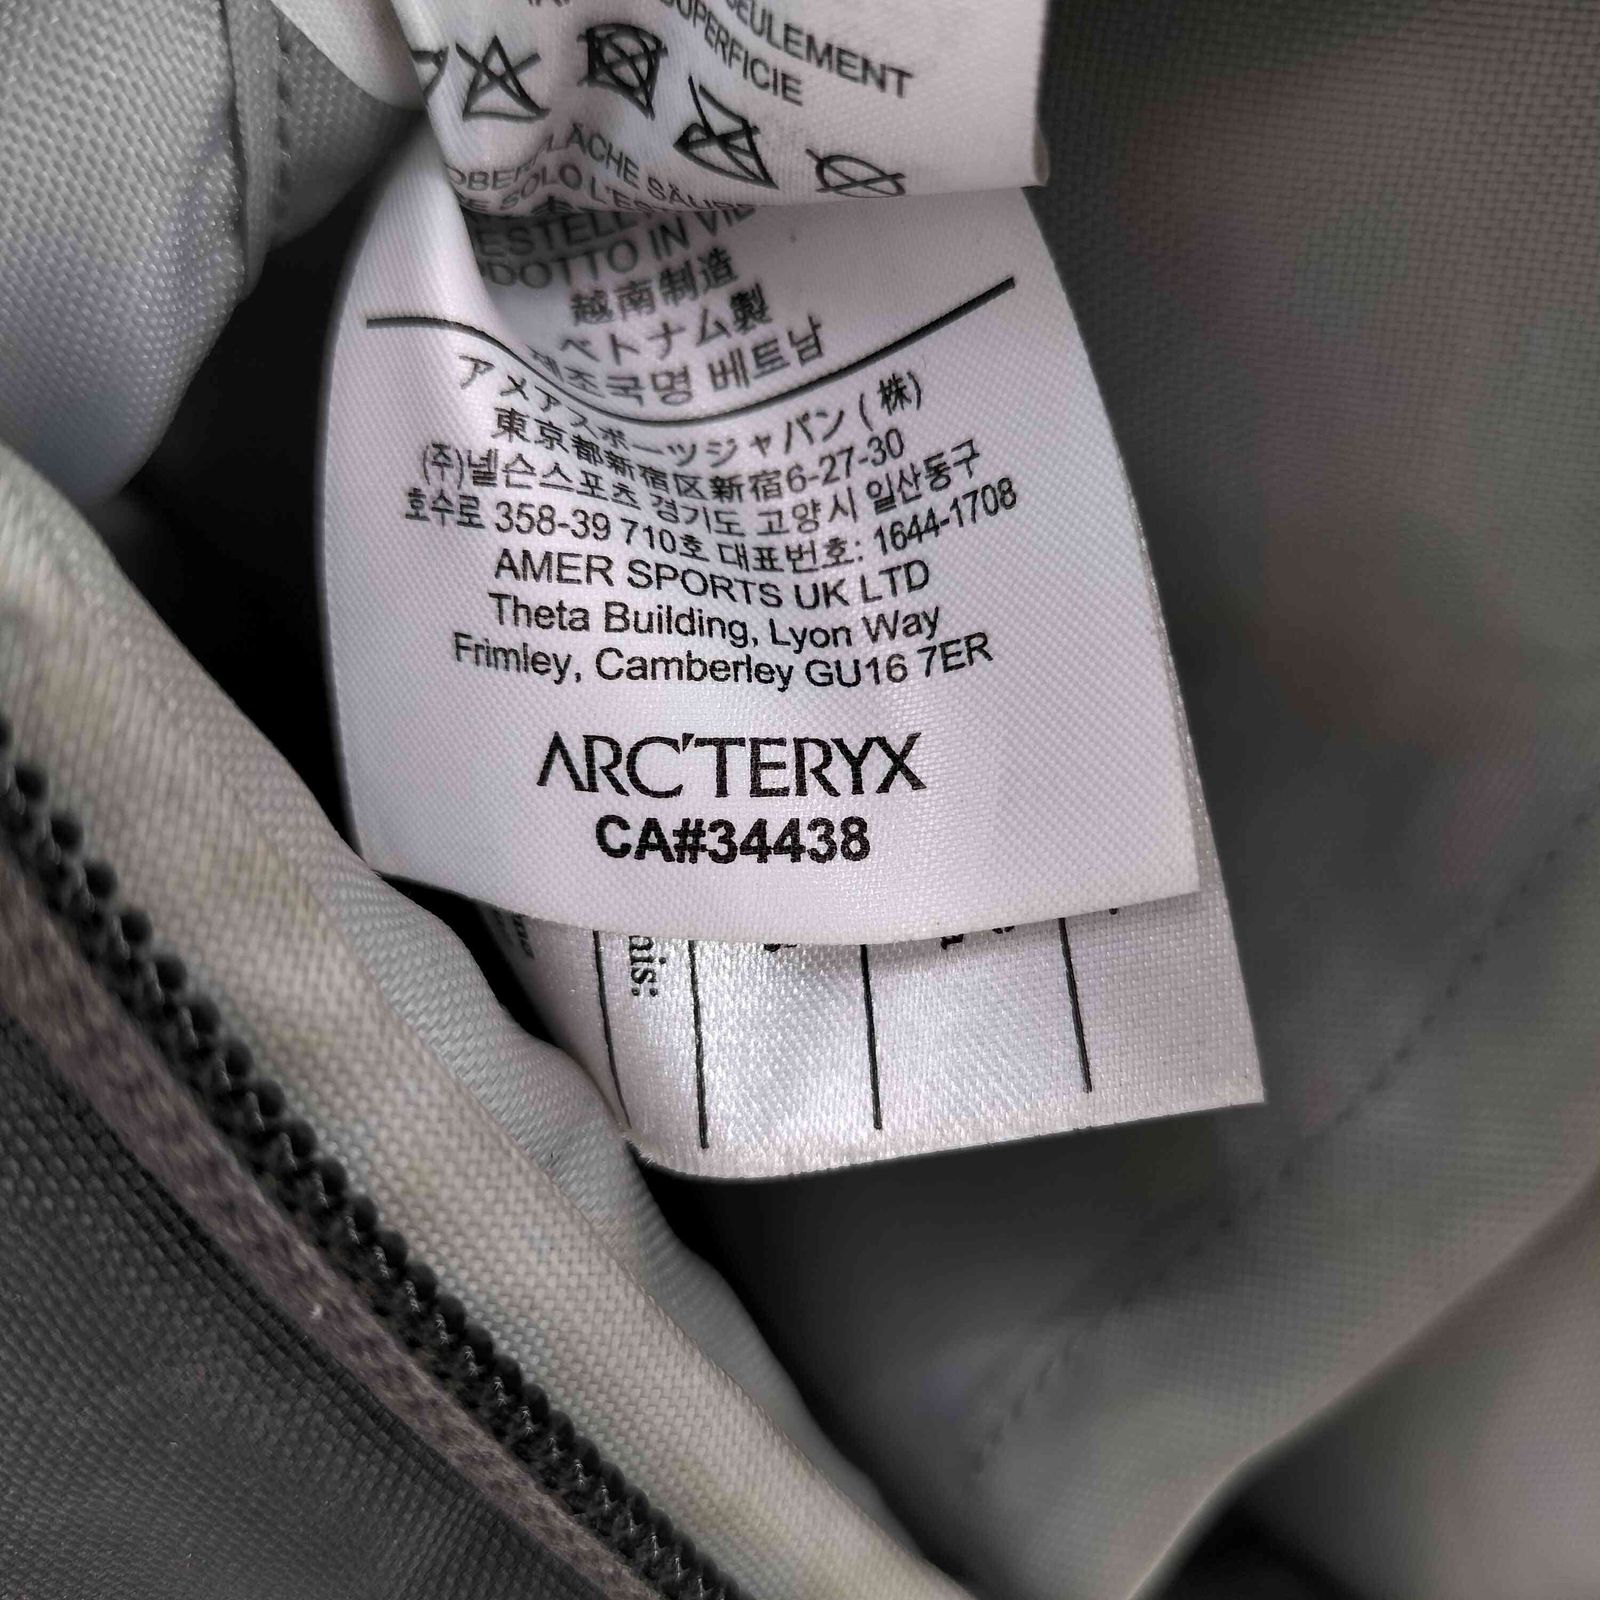 SEULEMENT
SUPERFICIE
DOTTO IN VIE
越南制造
ベトナム製
제조국명 베트남
アメアスポーツジャパン(株)
東京都新宿区新宿6-27-30
(주)넬슨스포츠 경기도 고양시 일산동구
호수로 358-39 710호 대표번호: 1644-1708
AMER SPORTS UK LTD
Theta Building, Lyon Way
Frimley, Camberley GU16 7ER
ARC'TERYX
CA#34438